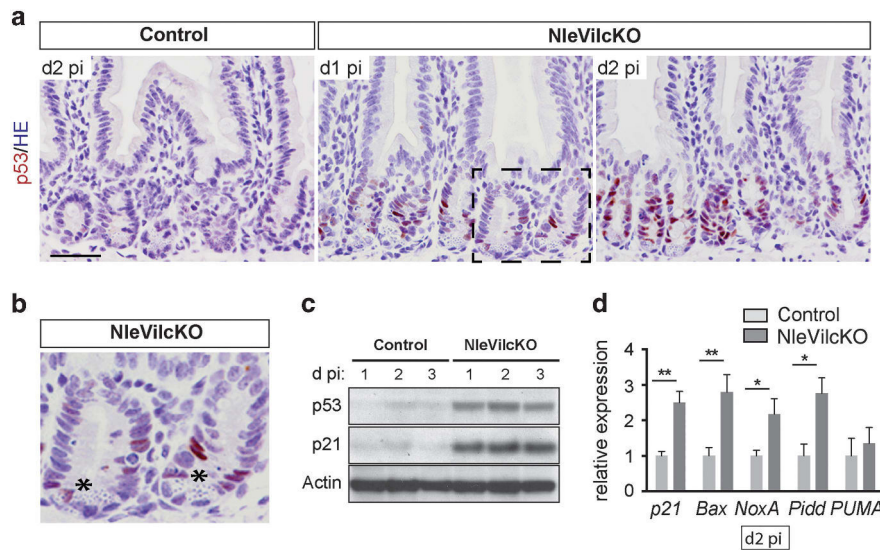 a
Control
NleVilcKO
d2 pi
d1 pi
d2 pi
p53/HE
b
NleVilcKO
* *
c
Control NleVilcKO
d pi: 1 2 3 1 2 3
p53
p21
Actin
d
Control
NleVilcKO
relative expression
4
3
2
1
0
** ** * *
p21 Bax NoxA Pidd PUMA
d2 pi